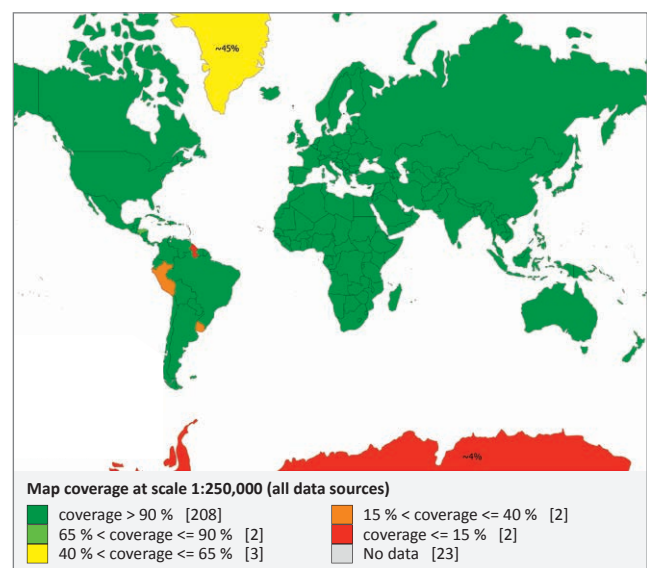 ~45%
~4%
Map coverage at scale 1:250,000 (all data sources)
coverage > 90 % [208]
65 % < coverage <= 90 % [2]
40 % < coverage <= 65 % [3]
15 % < coverage <= 40 % [2]
coverage <= 15 % [2]
No data [23]